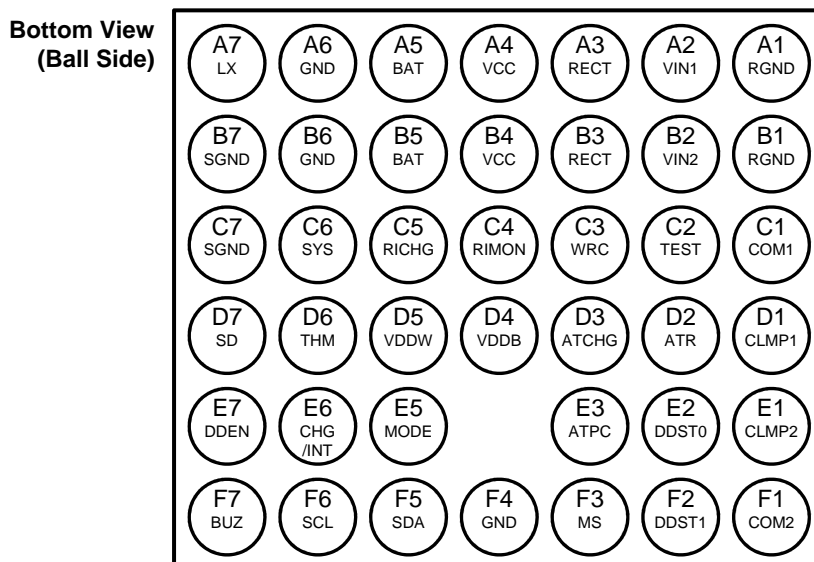 Bottom View
(Ball Side)
A7 A6 A5 A4 A3 A2 A1
LX GND BAT VCC RECT VIN1 RGND
B7 B6 B5 B4 B3 B2 B1
SGND GND BAT VCC RECT VIN2 RGND
C7 C6 C5 C4 C3 C2 C1
SGND SYS RICHG RIMON WRC TEST COM1
D7 D6 D5 D4 D3 D2 D1
SD THM VDDW VDDB ATCHG ATR CLMP1
E7 E6 E5 E3 E2 E1
DDEN CHG MODE ATPC DDST0 CLMP2
/INT
F7 F6 F5 F4 F3 F2 F1
BUZ SCL SDA GND MS DDST1 COM2